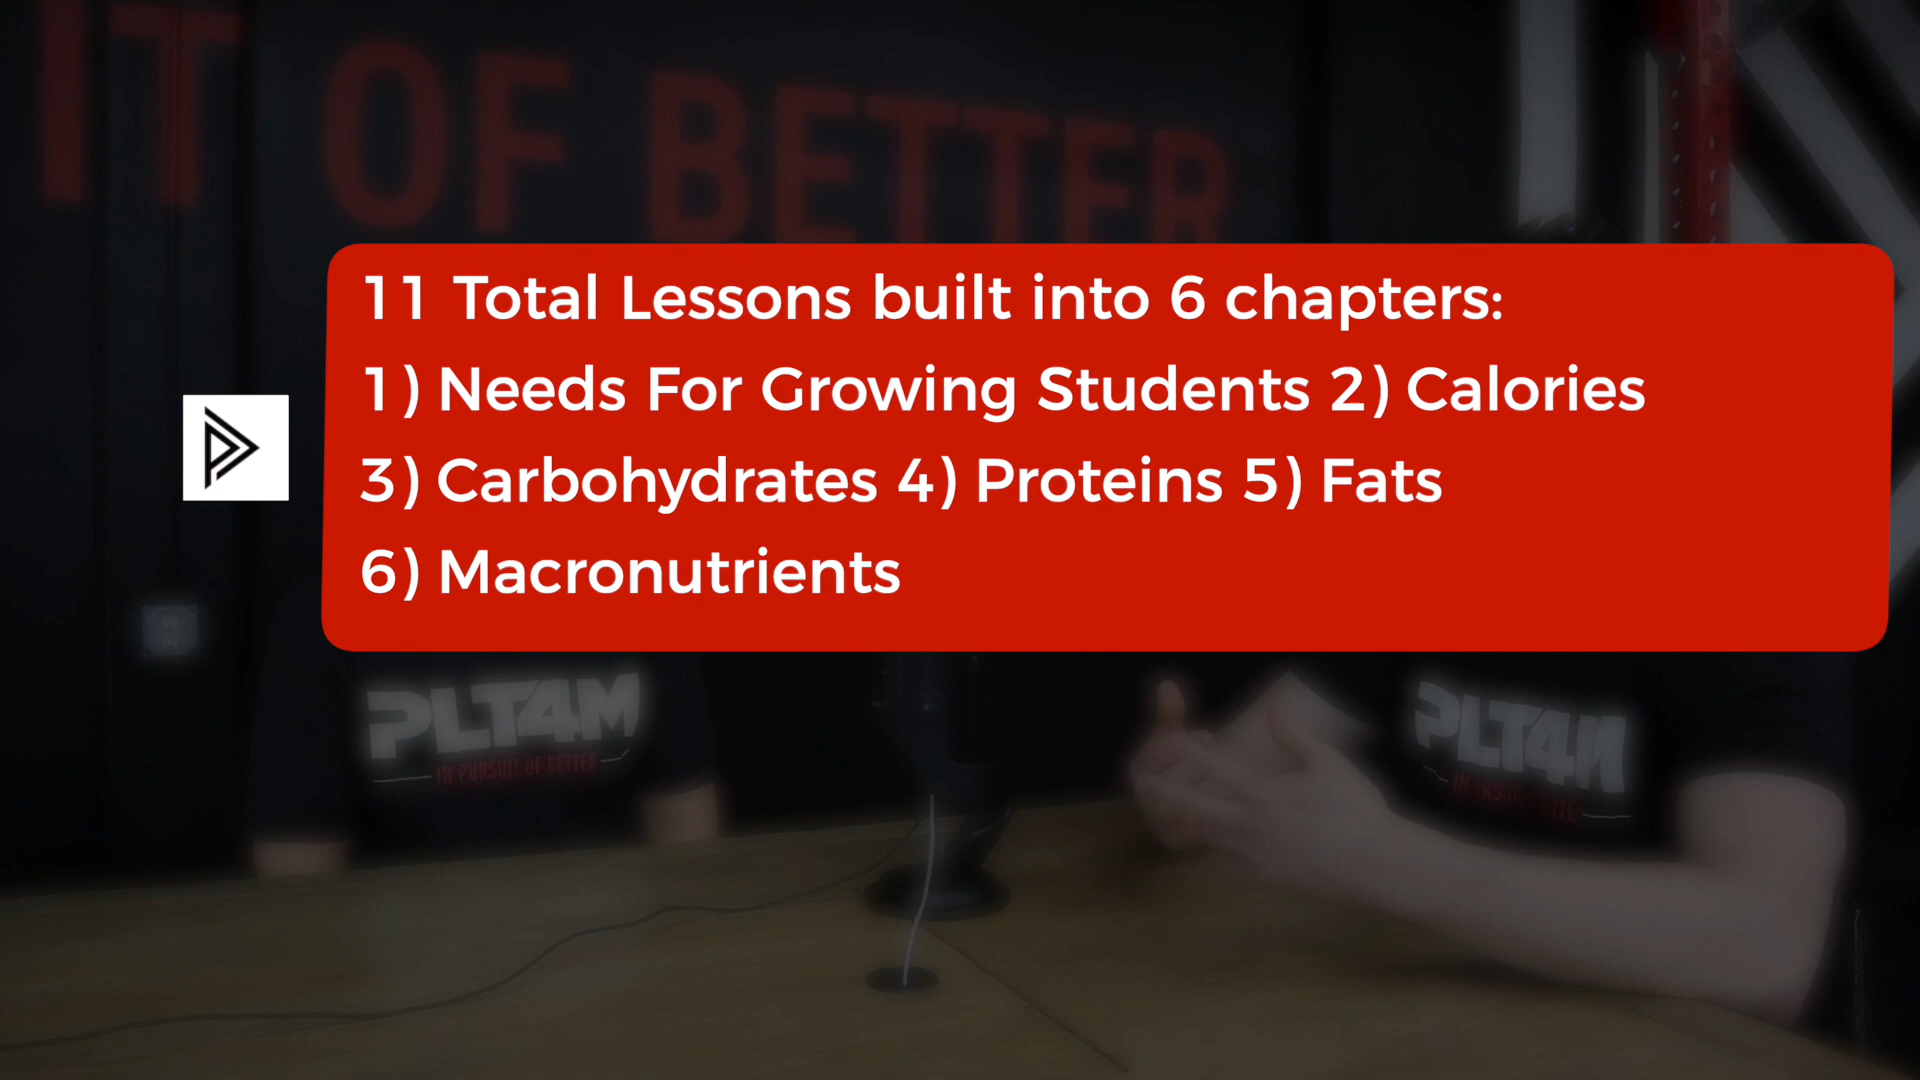 IT OF BETTER
11 Total Lessons built into 6 chapters:
1) Needs For Growing Students 2) Calories
3) Carbohydrates 4) Proteins 5) Fats
6) Macronutrients
PLT4M
IN PURSUIT OF BETTER
PLT4M